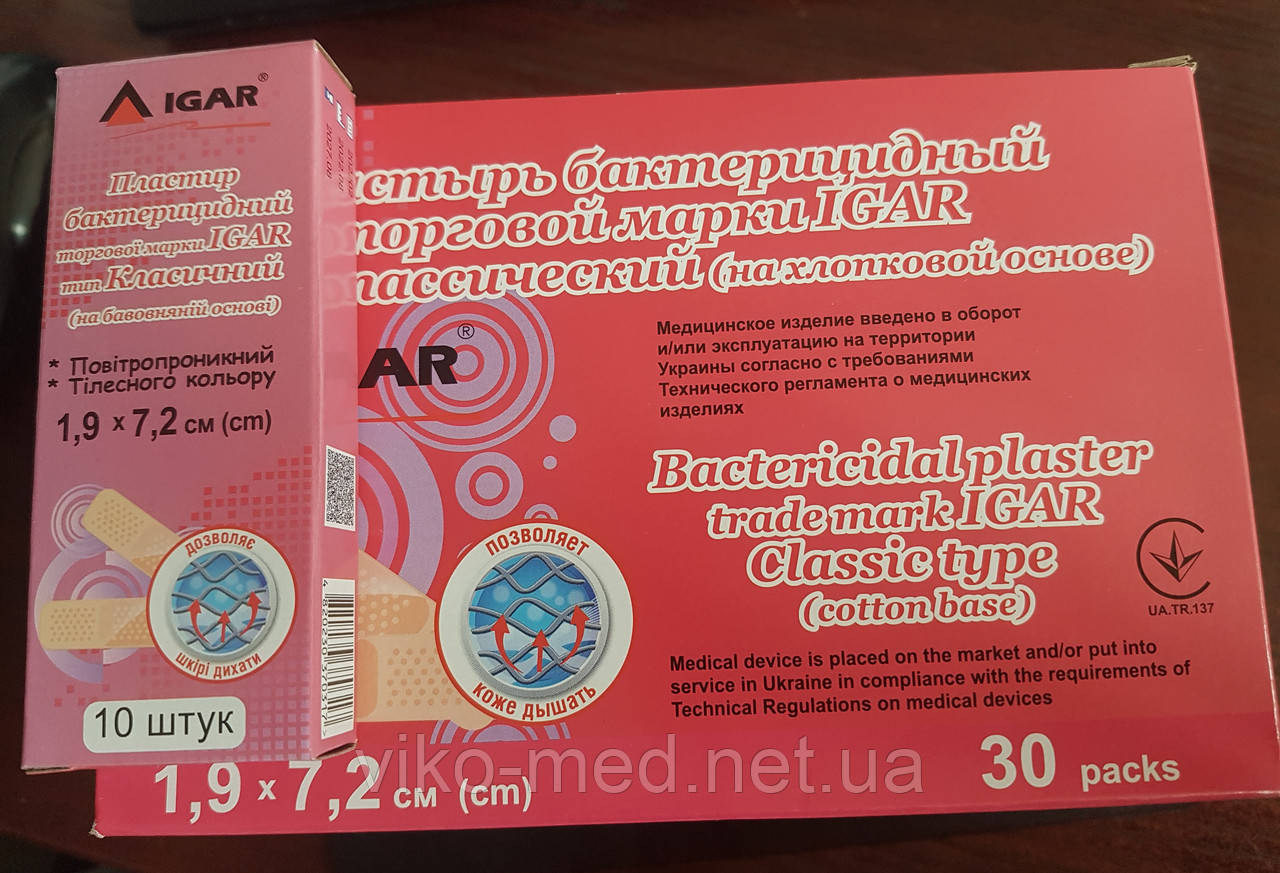 IGAR®
Пластир
бактерицидний
торгової марки IGAR
тип Класичний
(на бавовняній основі)
* Повітропроникний
* Тілесного кольору
1,9 x 7,2 см (cm)
ДОЗВОЛЯЄ
ШКІРІ ДИХАТИ
10 штук
бактерицидный
торговой марки IGAR
(на хлопковой основе)
AR®
Медицинское изделие введено в оборот
и/или эксплуатацию на территории
Украины согласно с требованиями
Технического регламента о медицинских
изделиях
Bactericidal plaster
trade mark IGAR
Classic type
(cotton base)
UA.TR.137
ПОЗВОЛЯЕТ
КОЖЕ ДЫШАТЬ
Medical device is placed on the market and/or put into
service in Ukraine in compliance with the requirements of
Technical Regulations on medical devices
1,9 x 7,2 см (cm)
30 packs
viko-med.net.ua